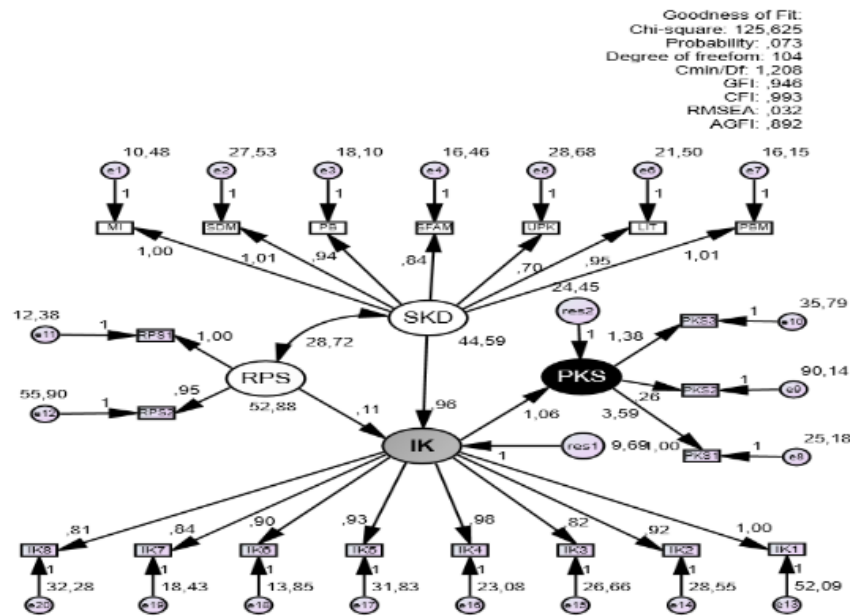 Goodness of Fit:
Chi-square: 125,625
Probability: ,073
Degree of freefom: 104
Cmin/Df: 1,208
GFI: ,946
CFI: ,993
RMSEA: ,032
AGFI: ,892
10,48 27,53 18,10 16,46 28,68 21,50 16,15
e1 e2 e3 e4 e5 e6 e7
1 1 1 1 1 1 1
MI SDM PB SFAM UPK LIT PBM
1,00 1,01 ,94 ,84 ,70 ,95 1,01
24,45
12,38 res2 35,79
e11 1 RPS1 1,00 28,72 SKD 44,59 1 1,38 PKS3 1 e10
RPS PKS 90,14
55,90 ,95 52,88 ,26 PKS2 1 e9
e12 1 RPS2 ,11 ,96 1,06 3,59
25,18
IK 1 res1 9,69 1,00 PKS1 1 e8
,81 ,84 ,90 ,93 ,98 ,82 ,92 1,00
IK8 IK7 IK6 IK5 IK4 IK3 IK2 IK1
1 1 1 1 1 1 1 1
32,28 18,43 13,85 31,83 23,08 26,66 28,55 52,09
e20 e19 e18 e17 e16 e15 e14 e13